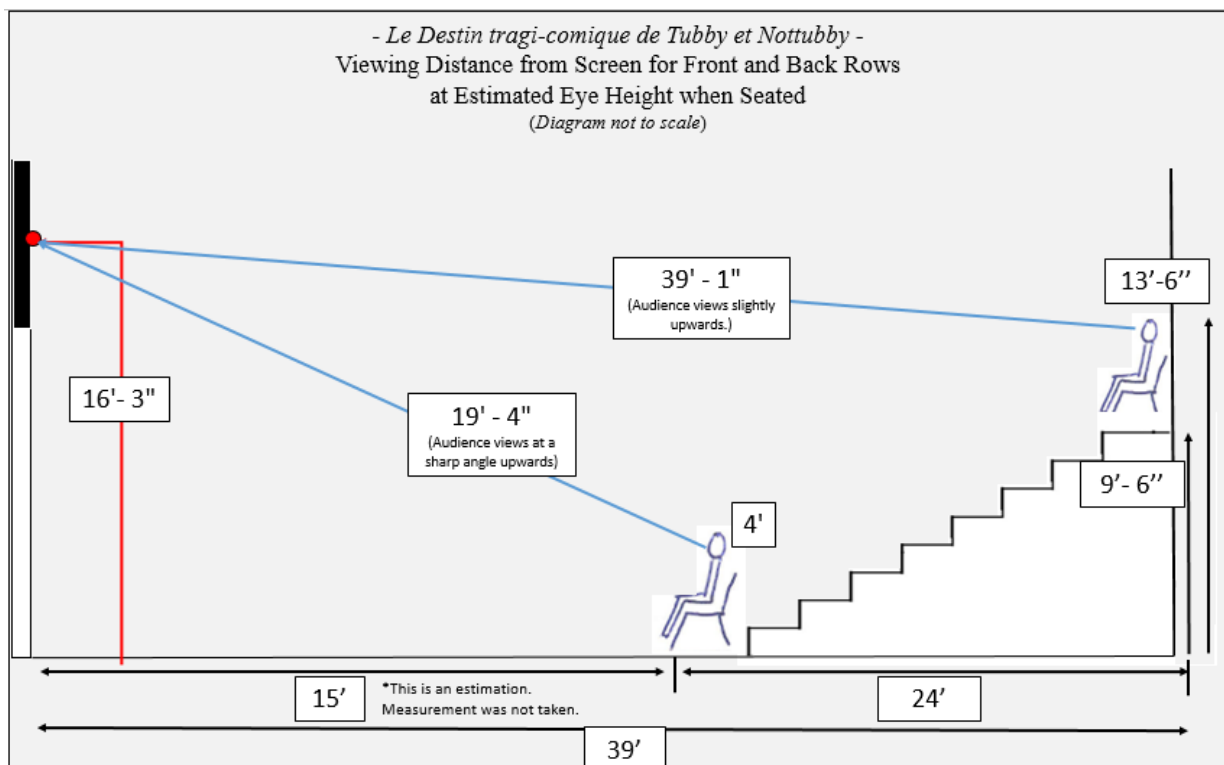 - Le Destin tragi-comique de Tubby et Nottubby -
Viewing Distance from Screen for Front and Back Rows
at Estimated Eye Height when Seated
(Diagram not to scale)
39' - 1"
(Audience views slightly
upwards.)
13’-6’’
16'- 3"
19' - 4"
(Audience views at a
sharp angle upwards)
9’- 6’’
4'
15’
*This is an estimation.
Measurement was not taken.
24’
39’